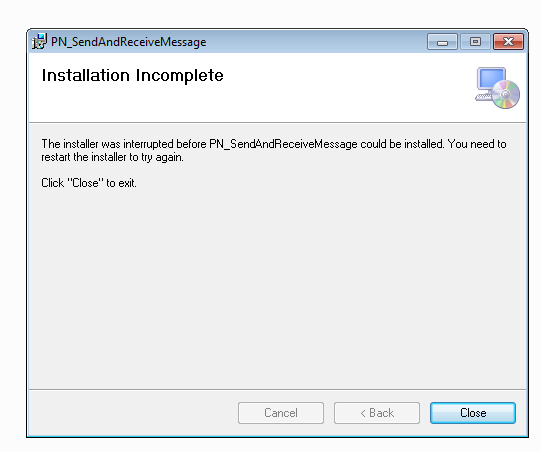 PN_SendAndReceiveMessage
Installation Incomplete
The installer was interrupted before PN_SendAndReceiveMessage could be installed. You need to
restart the installer to try again.
Click "Close" to exit.
Cancel
< Back
Close